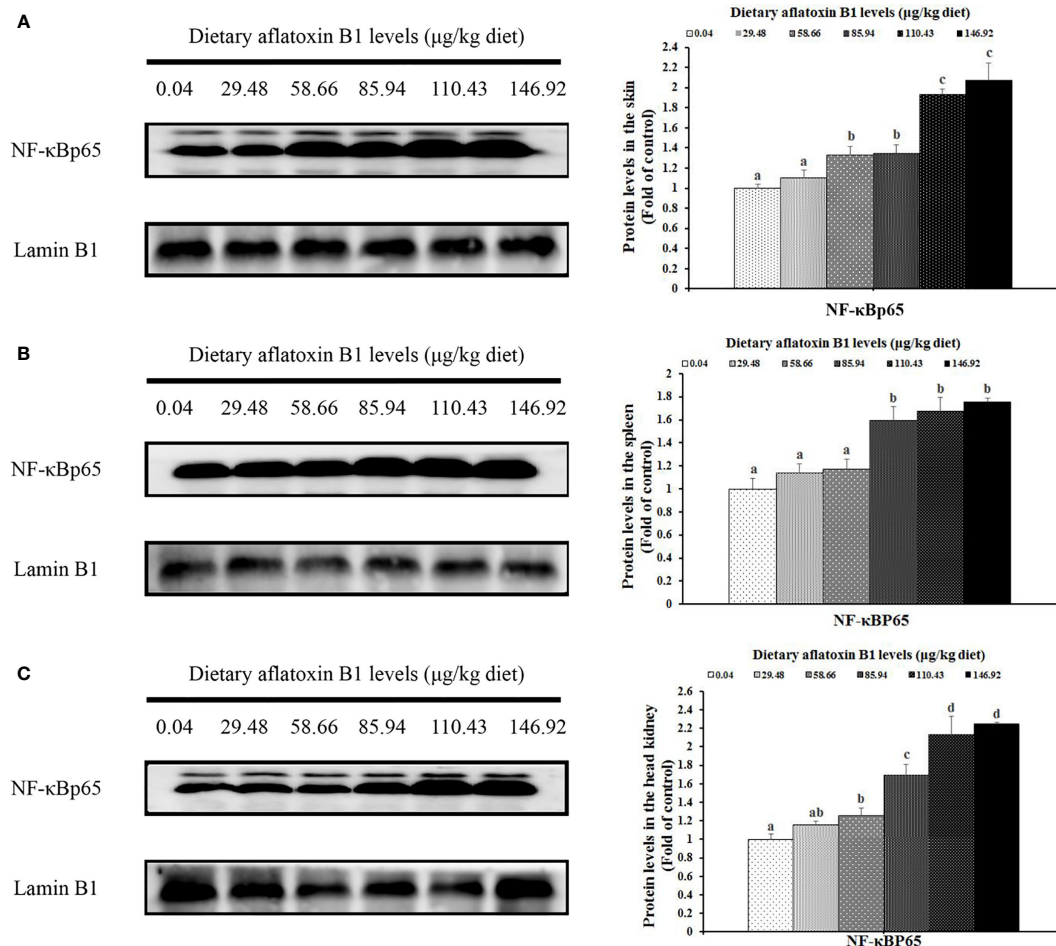 A
Dietary aflatoxin B1 levels (μg/kg diet)
0.04 29.48 58.66 85.94 110.43 146.92
NF-κBp65
Lamin B1
Dietary aflatoxin B1 levels (μg/kg diet)
0.04 29.48 58.66 85.94 110.43 146.92
Protein levels in the skin
(Fold of control)
2.4
2.2
2
1.8
1.6
1.4
1.2
1
0.8
0.6
0.4
0.2
0
a a b b c c
NF-κBp65
B
Dietary aflatoxin B1 levels (μg/kg diet)
0.04 29.48 58.66 85.94 110.43 146.92
NF-κBp65
Lamin B1
Dietary aflatoxin B1 levels (μg/kg diet)
0.04 29.48 58.66 85.94 110.43 146.92
Protein levels in the spleen
(Fold of control)
2
1.8
1.6
1.4
1.2
1
0.8
0.6
0.4
0.2
0
a a a b b b
NF-κBP65
C
Dietary aflatoxin B1 levels (μg/kg diet)
0.04 29.48 58.66 85.94 110.43 146.92
NF-κBp65
Lamin B1
Dietary aflatoxin B1 levels (μg/kg diet)
0.04 29.48 58.66 85.94 110.43 146.92
Protein levels in the head kidney
(Fold of control)
2.6
2.4
2.2
2
1.8
1.6
1.4
1.2
1
0.8
0.6
0.4
0.2
0
a ab b c d d
NF-κBP65